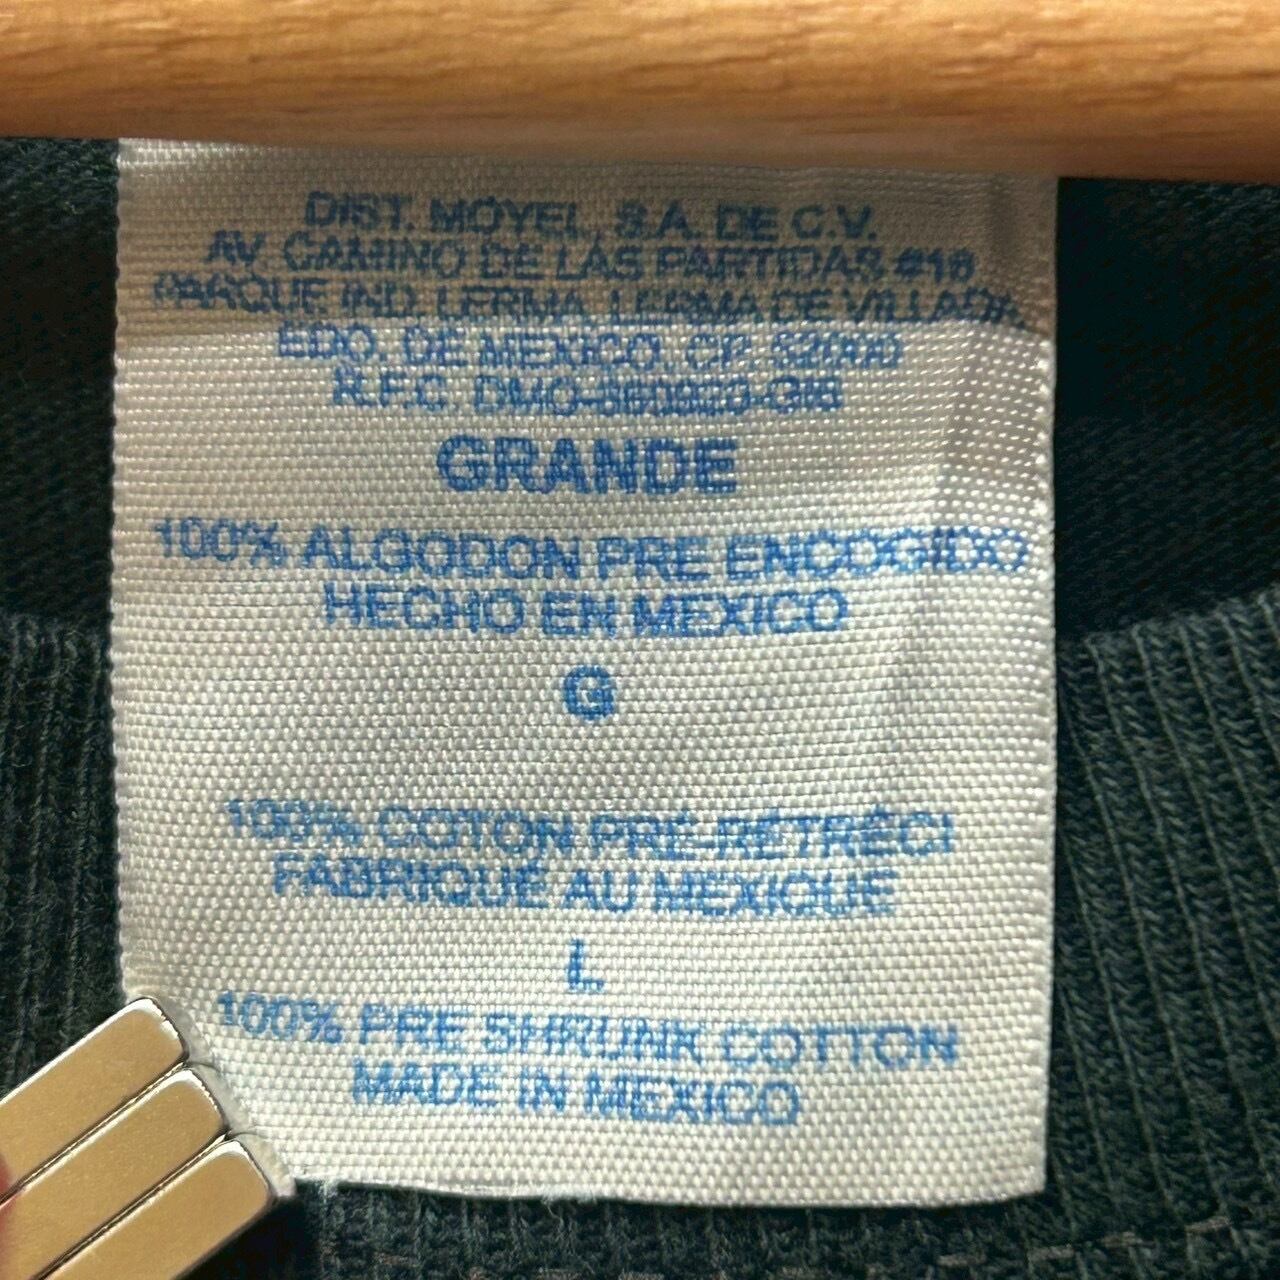 DIST. MOYEL, S.A. DE C.V.
AV. CAMINO DE LAS PARTIDAS #18
PARQUE IND. LERMA, LERMA DE VILLADA
EDO. DE MEXICO. CP. 52000
R.F.C.
GRANDE
100% ALGODON PRE ENCOGIDO
HECHO EN MEXICO
G
100% COTON PRÉ-RÉTRÉCI
FABRIQUÉ AU MEXIQUE
L
100% PRE SHRUNK COTTON
MADE IN MEXICO